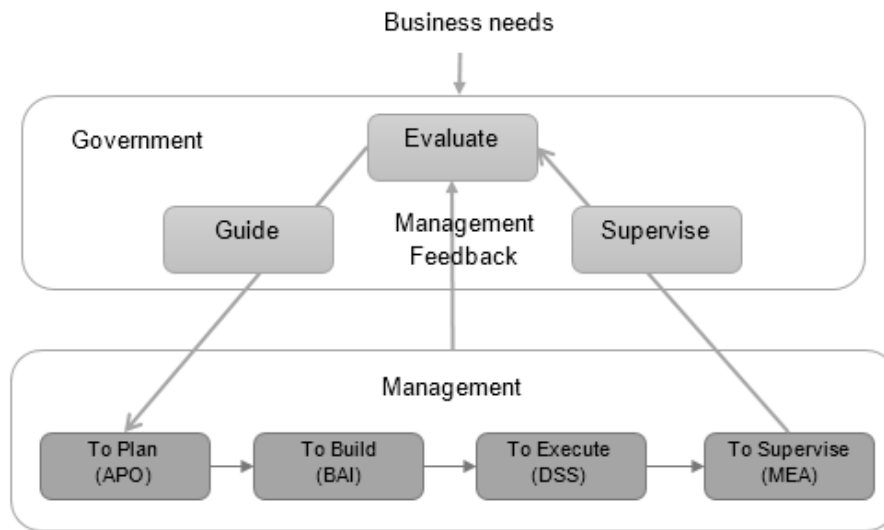 Business needs
Government
Evaluate
Guide
Management
Feedback
Supervise
Management
To Plan
(APO)
To Build
(BAI)
To Execute
(DSS)
To Supervise
(MEA)